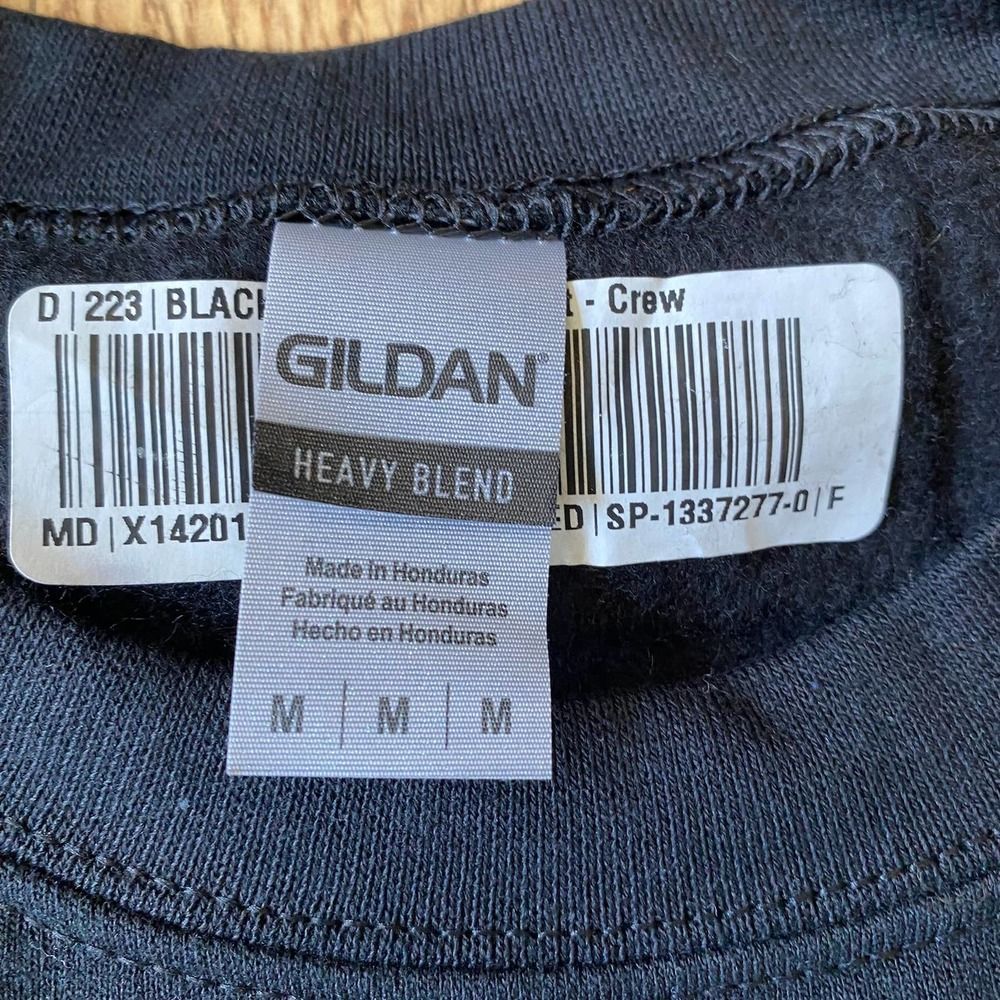 D | 223 | BLAC
- Crew
MD | X14201
ED | SP-1337277-0 | F
GILDAN®
HEAVY BLEND
Made in Honduras
Fabriqué au Honduras
Hecho en Honduras
M | M | M